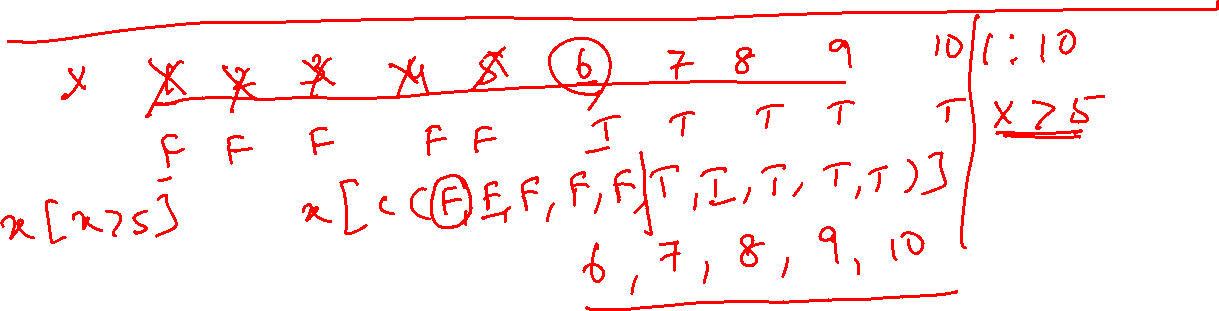 x 1 2 3 4 5 6 7 8 9 10 1:10
F F F F F T T T T T x > 5
x[x>5] x[c(F,F,F,F,F,T,T,T,T,T)]
6, 7, 8, 9, 10